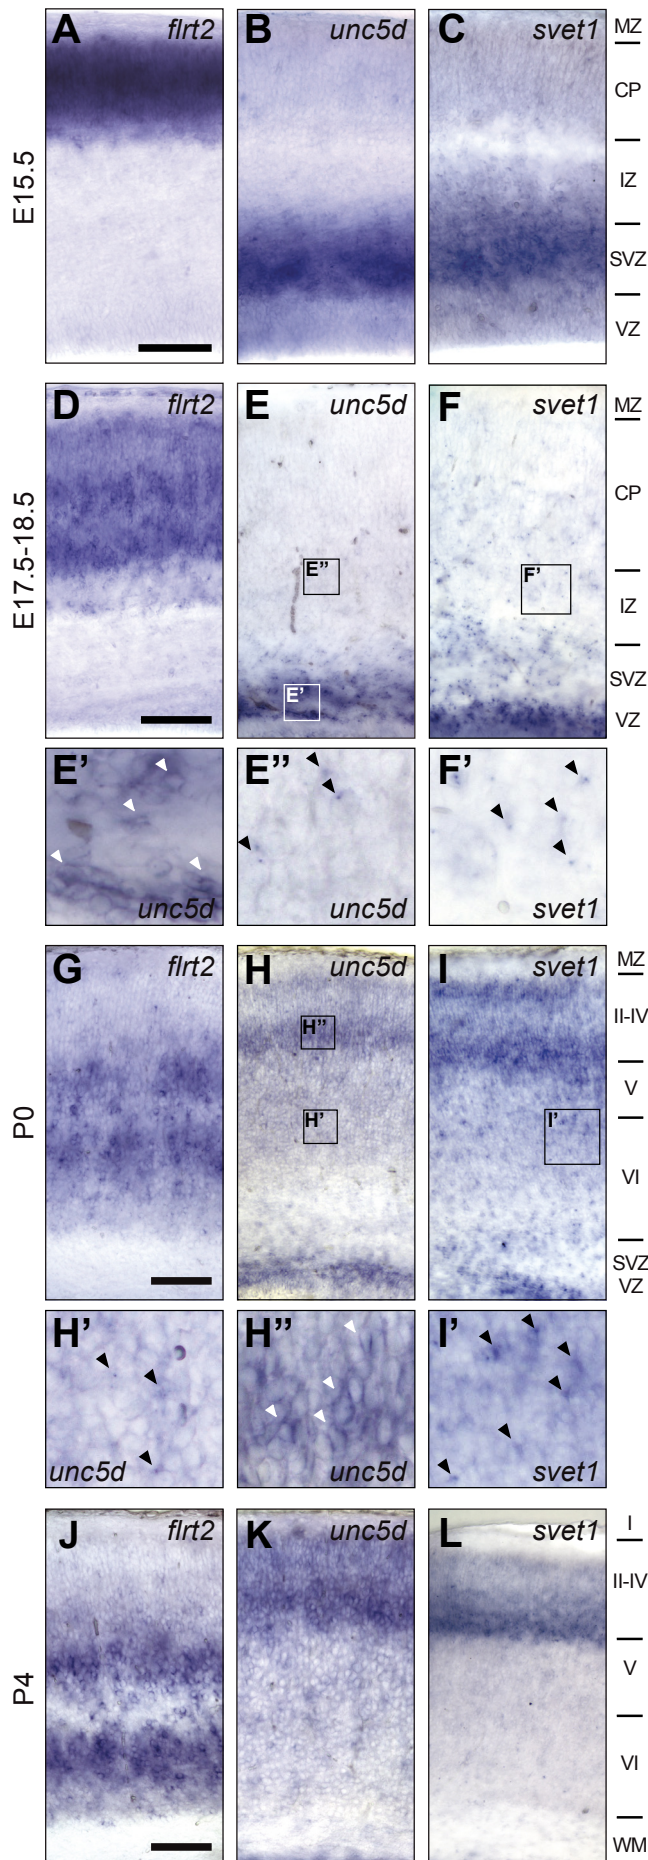 A flrt2 B unc5d C svet1 MZ
CP
E15.5
IZ
SVZ
VZ
D flrt2 E unc5d F svet1 MZ
CP
E17.5-18.5
E'' F'
IZ
SVZ
E'
VZ
E' E'' F'
unc5d unc5d svet1
G flrt2 H unc5d I svet1 MZ
H'' II-IV
V
P0
H' I'
VI
SVZ
VZ
H' H'' I'
unc5d unc5d svet1
J flrt2 K unc5d L svet1 I
II-IV
V
P4
VI
WM